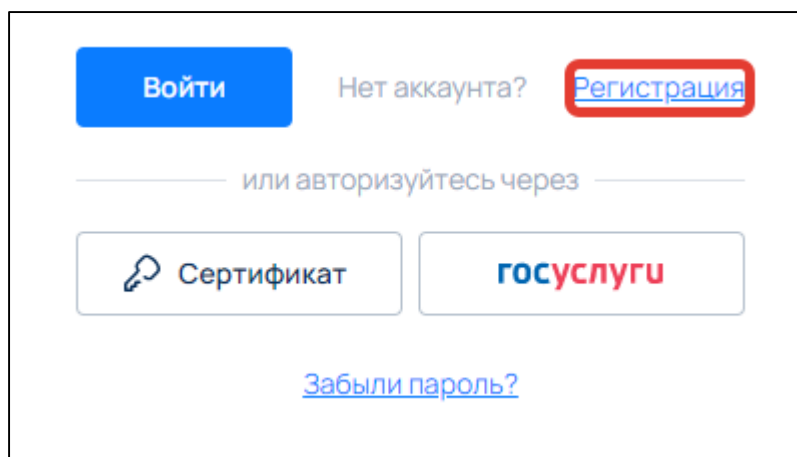 Войти Нет аккаунта? Регистрация
или авторизуйтесь через
Сертификат госуслуги
Забыли пароль?